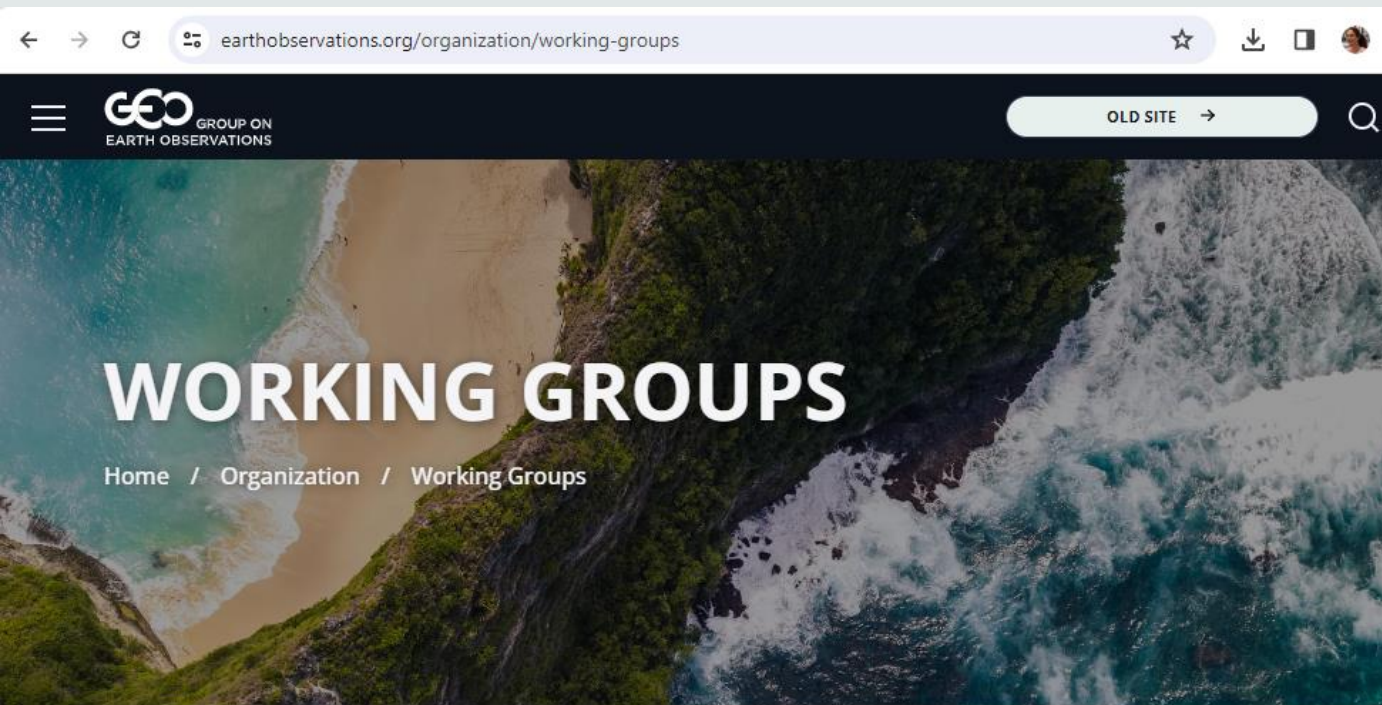 earthobservations.org/organization/working-groups
GEO GROUP ON
EARTH OBSERVATIONS
OLD SITE →
WORKING GROUPS
Home / Organization / Working Groups